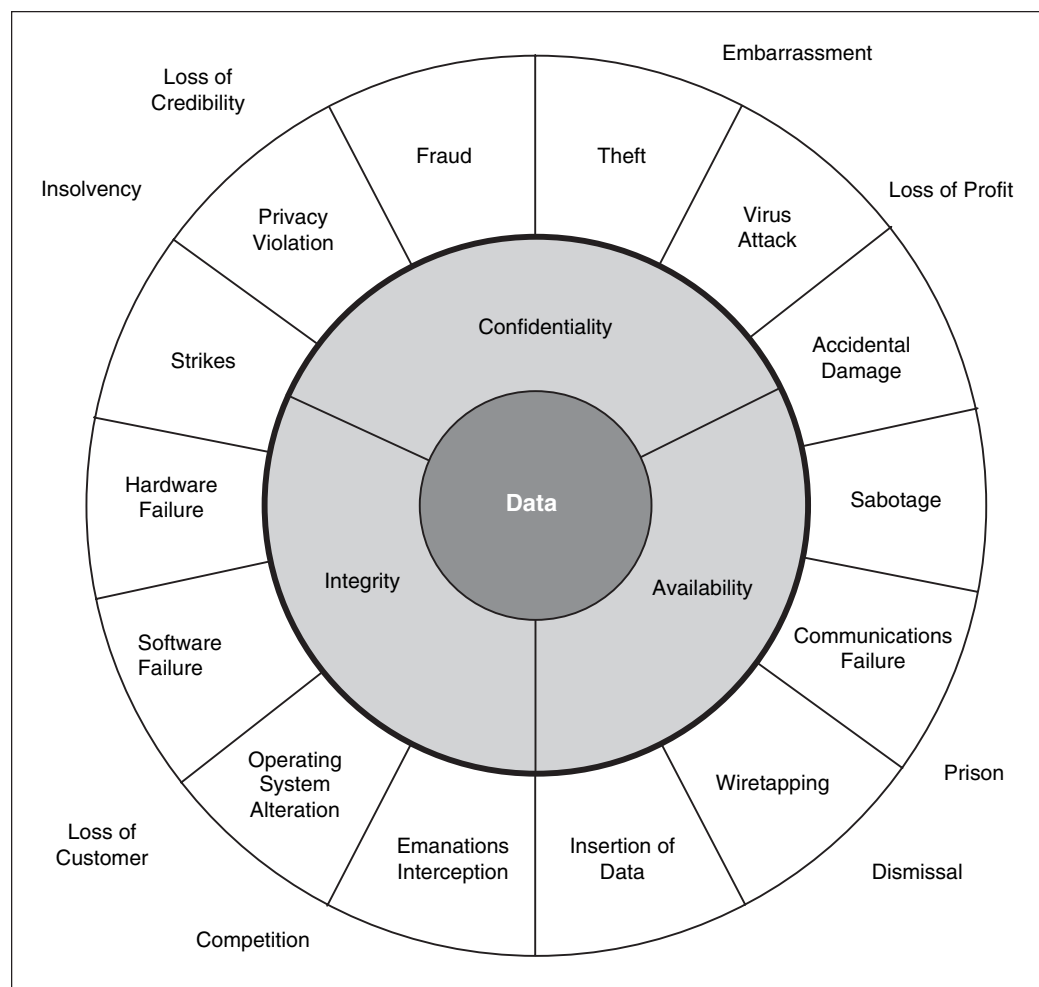 Embarrassment
Loss of
Credibility
Fraud
Theft
Insolvency
Loss of Profit
Privacy
Violation
Virus
Attack
Confidentiality
Strikes
Accidental
Damage
Hardware
Failure
Data
Sabotage
Integrity
Availability
Software
Failure
Communications
Failure
Operating
System
Alteration
Wiretapping
Prison
Loss of
Customer
Emanations
Interception
Insertion of
Data
Dismissal
Competition